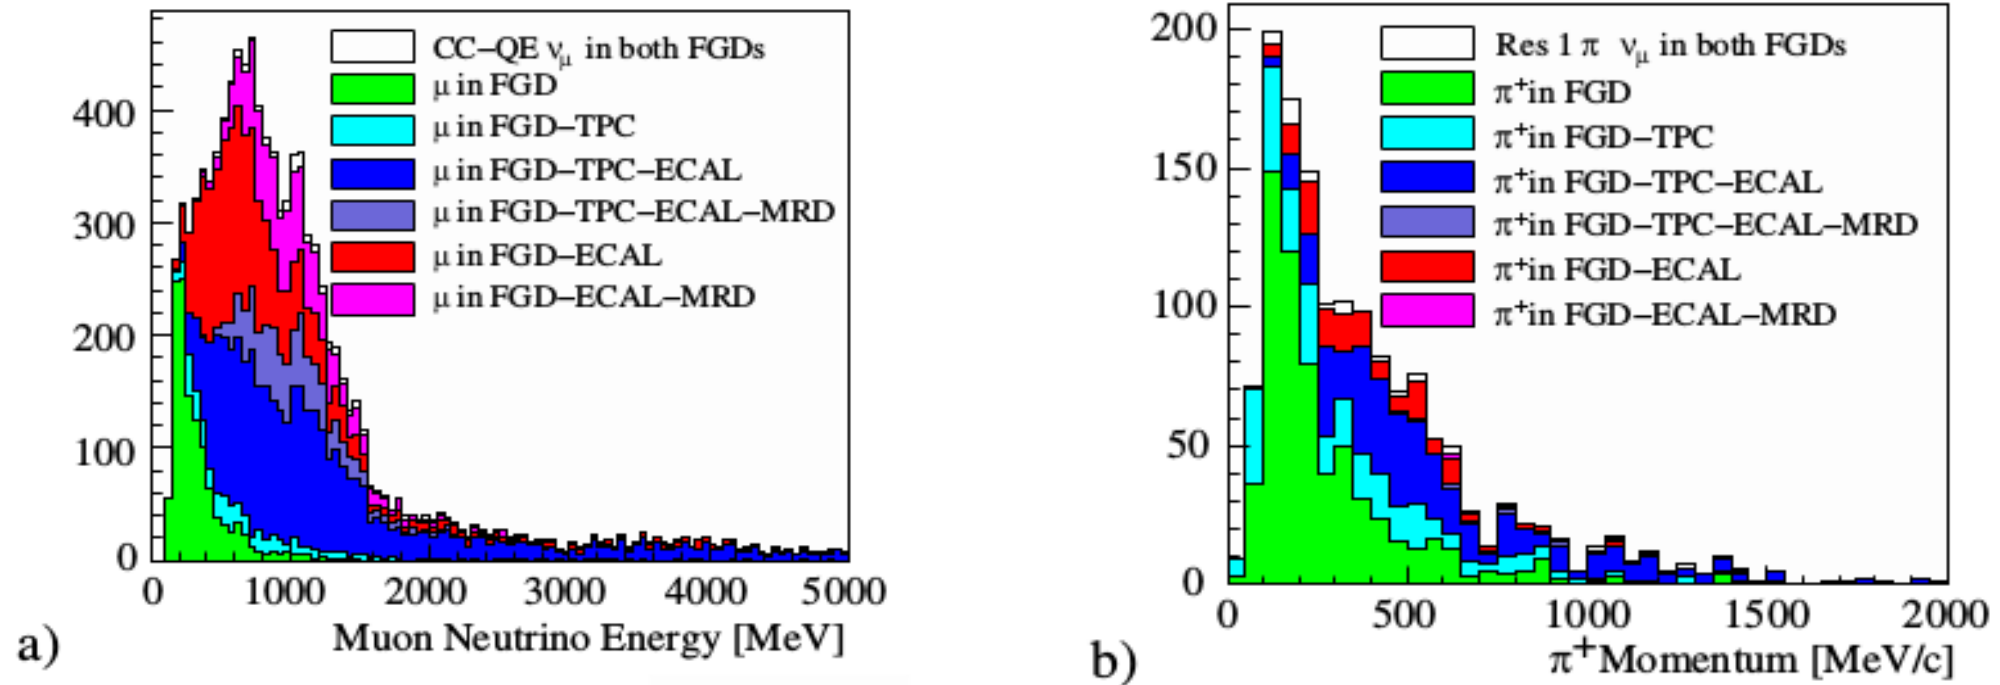 CC–QE νμ in both FGDs
μ in FGD
μ in FGD–TPC
μ in FGD–TPC–ECAL
μ in FGD–TPC–ECAL–MRD
μ in FGD–ECAL
μ in FGD–ECAL–MRD
400
300
200
100
0
0 1000 2000 3000 4000 5000
Muon Neutrino Energy [MeV]
a)
Res 1 π νμ in both FGDs
π+in FGD
π+in FGD–TPC
π+in FGD–TPC–ECAL
π+in FGD–TPC–ECAL–MRD
π+in FGD–ECAL
π+in FGD–ECAL–MRD
200
150
100
50
0
0 500 1000 1500 2000
π+Momentum [MeV/c]
b)